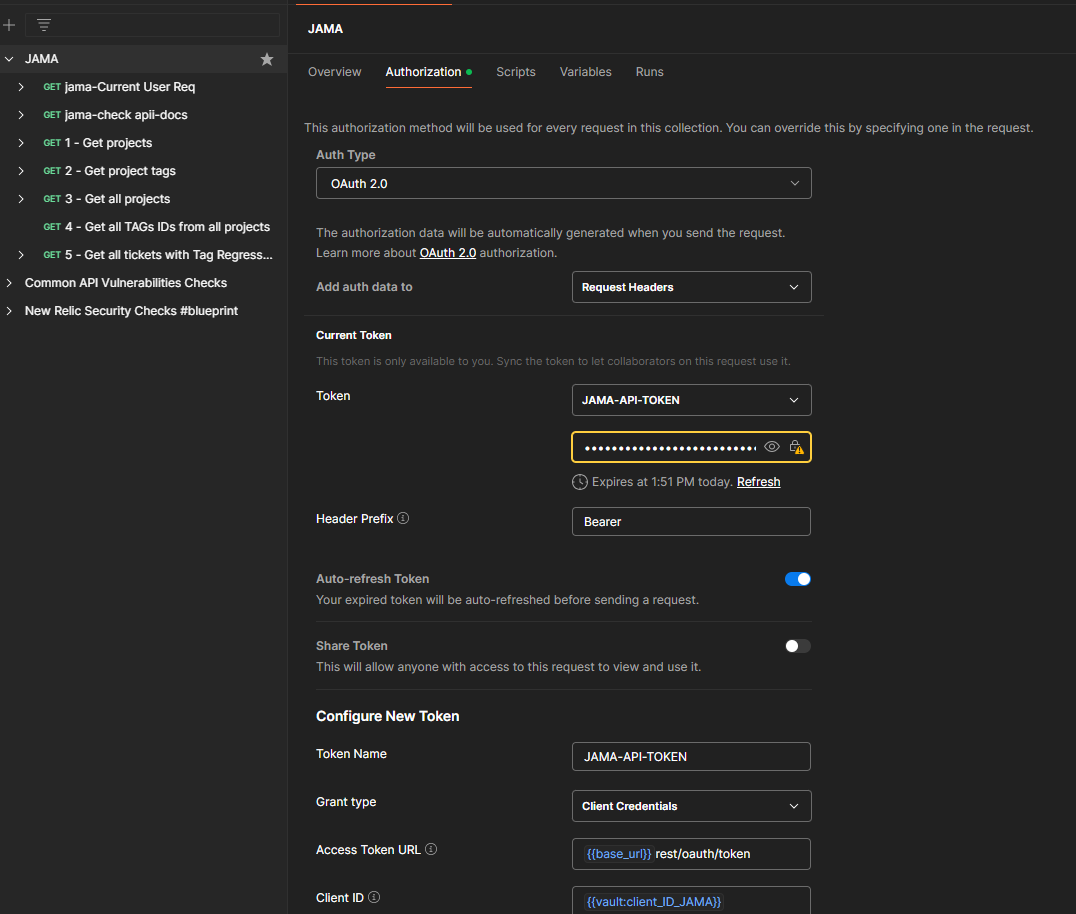 JAMA
GET jama-Current User Req
GET jama-check apii-docs
GET 1 - Get projects
GET 2 - Get project tags
GET 3 - Get all projects
GET 4 - Get all TAGs IDs from all projects
GET 5 - Get all tickets with Tag Regress...
Common API Vulnerabilities Checks
New Relic Security Checks #blueprint
JAMA
Overview Authorization Scripts Variables Runs
This authorization method will be used for every request in this collection. You can override this by specifying one in the request.
Auth Type
OAuth 2.0
The authorization data will be automatically generated when you send the request.
Learn more about OAuth 2.0 authorization.
Add auth data to Request Headers
Current Token
This token is only available to you. Sync the token to let collaborators on this request use it.
Token JAMA-API-TOKEN
Expires at 1:51 PM today. Refresh
Header Prefix Bearer
Auto-refresh Token
Your expired token will be auto-refreshed before sending a request.
Share Token
This will allow anyone with access to this request to view and use it.
Configure New Token
Token Name JAMA-API-TOKEN
Grant type Client Credentials
Access Token URL {{base_url}} rest/oauth/token
Client ID {{vault:client_ID_JAMA}}